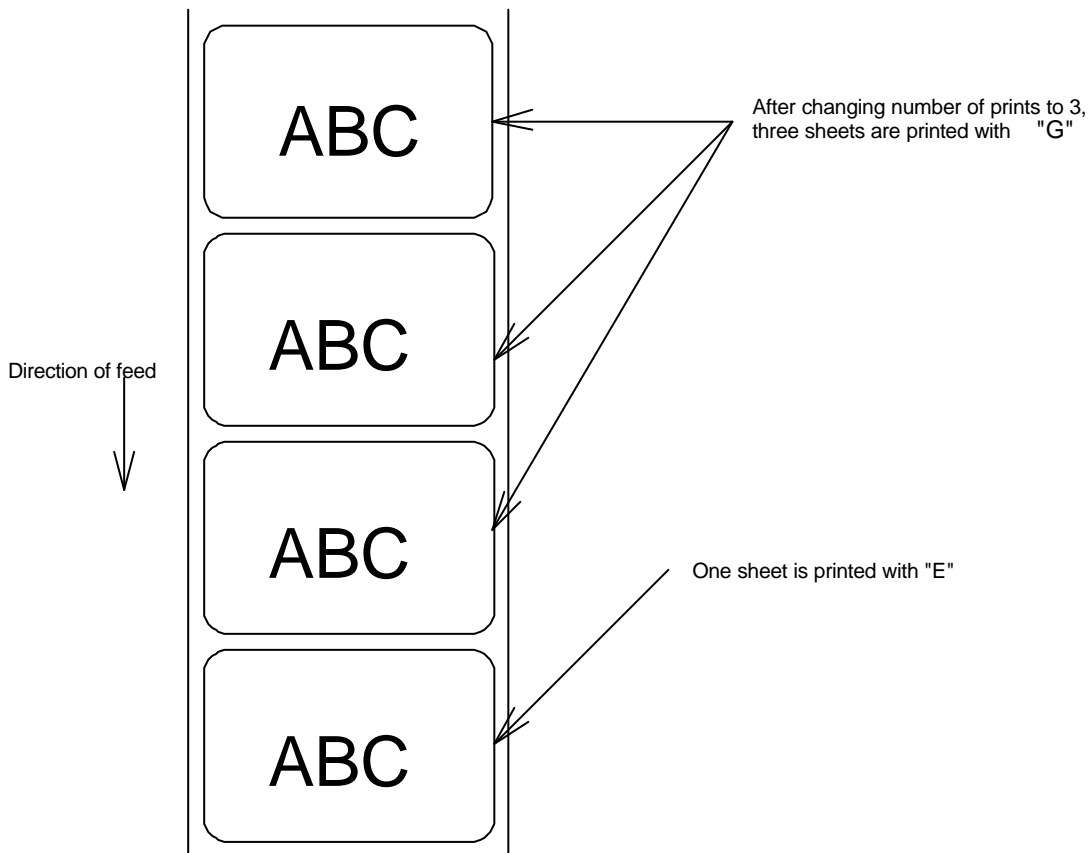 ABC
After changing number of prints to 3,
three sheets are printed with "G"
ABC
Direction of feed
ABC
One sheet is printed with "E"
ABC